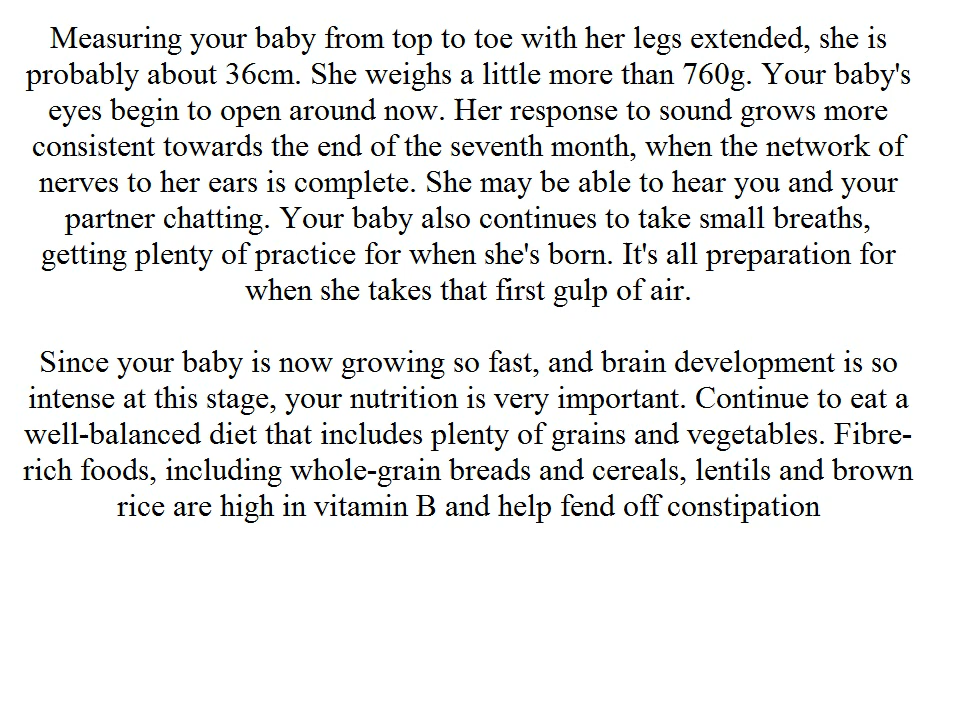 Measuring your baby from top to toe with her legs extended, she is
probably about 36cm. She weighs a little more than 760g. Your baby's
eyes begin to open around now. Her response to sound grows more
consistent towards the end of the seventh month, when the network of
nerves to her ears is complete. She may be able to hear you and your
partner chatting. Your baby also continues to take small breaths,
getting plenty of practice for when she's born. It's all preparation for
when she takes that first gulp of air.
Since your baby is now growing so fast, and brain development is so
intense at this stage, your nutrition is very important. Continue to eat a
well-balanced diet that includes plenty of grains and vegetables. Fibre-
rich foods, including whole-grain breads and cereals, lentils and brown
rice are high in vitamin B and help fend off constipation